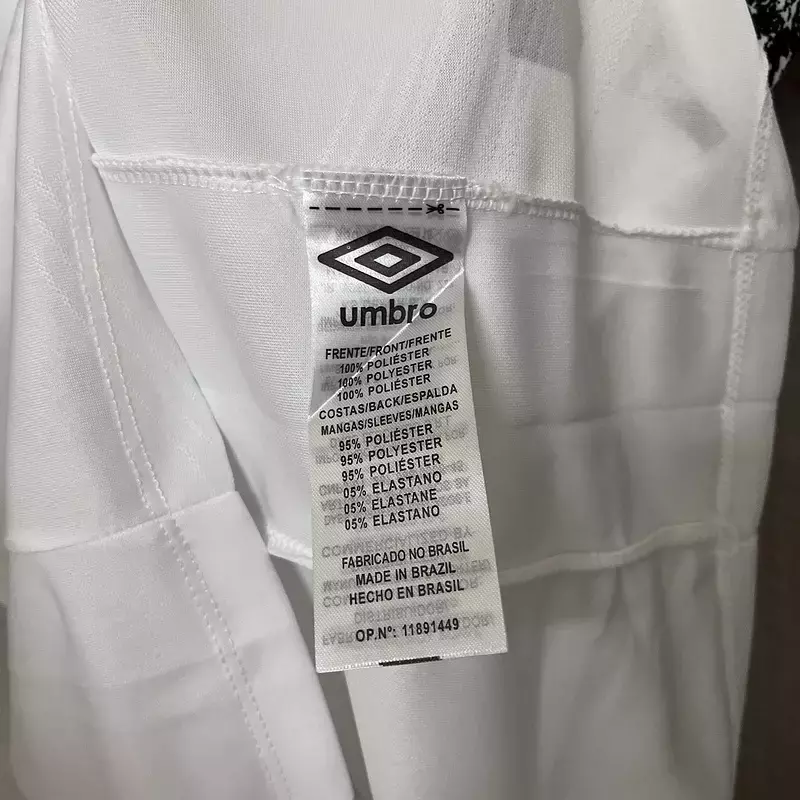 umbro
FRENTE/FRONT/FRENTE
100% POLIÉSTER
100% POLYESTER
100% POLIÉSTER
COSTAS/BACK/ESPALDA
MANGAS/SLEEVES/MANGAS
95% POLIÉSTER
95% POLYESTER
95% POLIÉSTER
05% ELASTANO
05% ELASTANE
05% ELASTANO
FABRICADO NO BRASIL
MADE IN BRAZIL
HECHO EN BRASIL
OP.Nº: 11891449